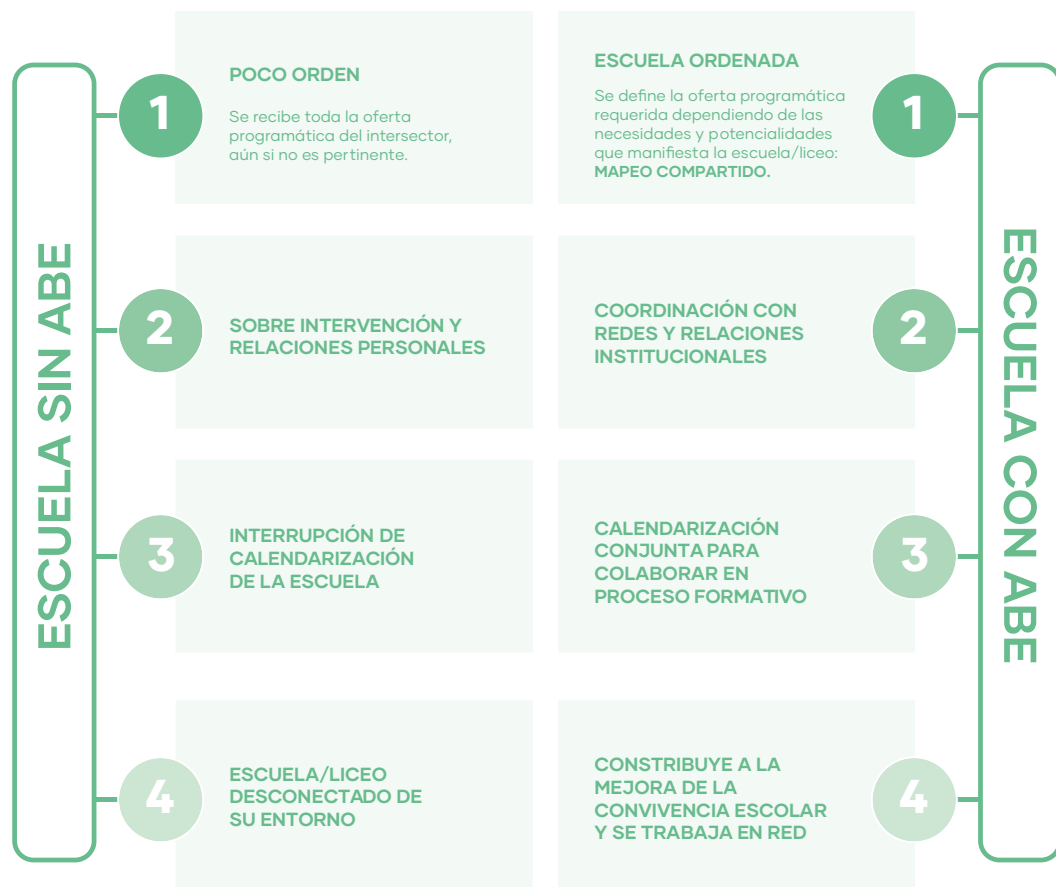 ESCUELA SIN ABE
1
POCO ORDEN
Se recibe toda la oferta
programática del intersector,
aún si no es pertinente.
2
SOBRE INTERVENCIÓN Y
RELACIONES PERSONALES
3
INTERRUPCIÓN DE
CALENDARIZACIÓN
DE LA ESCUELA
4
ESCUELA/LICEO
DESCONECTADO DE
SU ENTORNO
ESCUELA CON ABE
1
ESCUELA ORDENADA
Se define la oferta programática
requerida dependiendo de las
necesidades y potencialidades
que manifiesta la escuela/liceo:
MAPEO COMPARTIDO.
2
COORDINACIÓN CON
REDES Y RELACIONES
INSTITUCIONALES
3
CALENDARIZACIÓN
CONJUNTA PARA
COLABORAR EN
PROCESO FORMATIVO
4
CONSTRIBUYE A LA
MEJORA DE LA
CONVIVENCIA ESCOLAR
Y SE TRABAJA EN RED